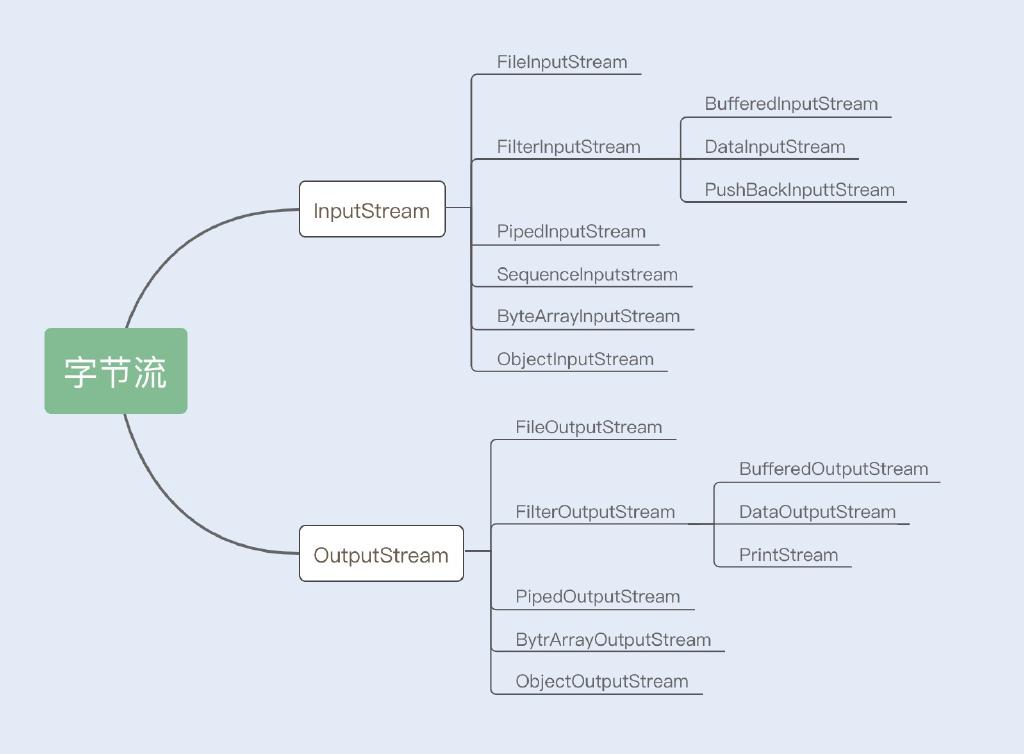 字节流
InputStream
FileInputStream
FilterInputStream
BufferedInputStream
DataInputStream
PushBackInputtStream
PipedInputStream
SequenceInputstream
ByteArrayInputStream
ObjectInputStream
OutputStream
FileOutputStream
FilterOutputStream
BufferedOutputStream
DataOutputStream
PrintStream
PipedOutputStream
BytrArrayOutputStream
ObjectOutputStream